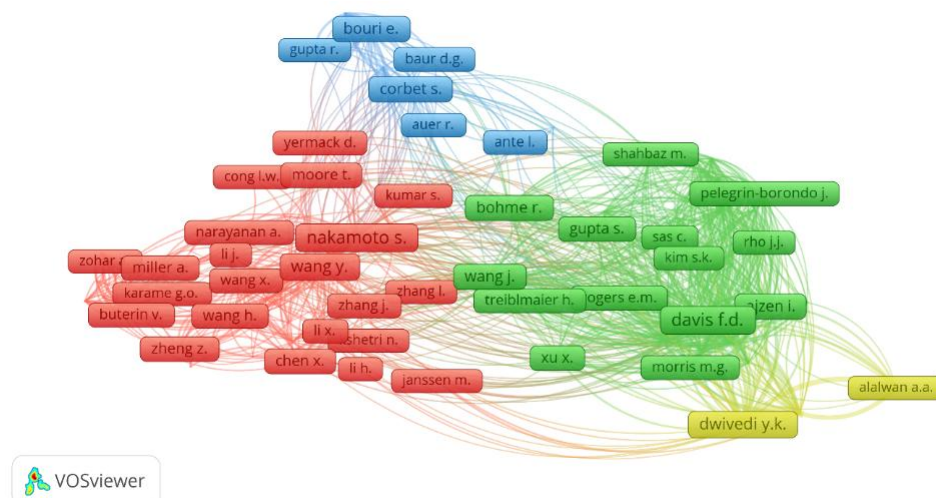 bouri e.
gupta r.
baur d.g.
corbet s.
auer r.
ante l.
yermack d.
shahbaz m.
cong l.w.
moore t.
kumar s.
pelegrin-borondo j.
bohme r.
narayanan a.
nakamoto s.
gupta s.
sas c.
rho j.j.
li j.
kim s.k.
zohar
miller a.
wang y.
wang x.
wang j.
karame g.o.
zhang l.
zhang j.
treiblmaier h.
rogers e.m.
ajzen i.
buterin v.
wang h.
davis f.d.
li x.
kshetri n.
zheng z.
chen x.
li h.
xu x.
morris m.g.
janssen m.
alalwan a.a.
dwivedi y.k.
VOSviewer